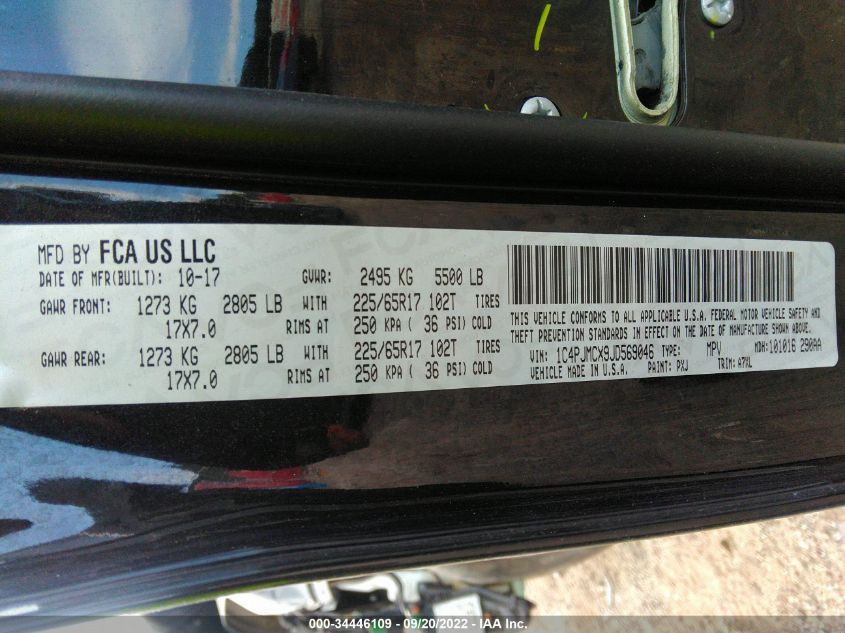 MFD BY FCA US LLC
DATE OF MFR(BUILT): 10-17 GVWR: 2495 KG 5500 LB
GAWR FRONT: 1273 KG 2805 LB WITH 225/65R17 102T TIRES
17X7.0 RIMS AT 250 KPA ( 36 PSI) COLD
GAWR REAR: 1273 KG 2805 LB WITH 225/65R17 102T TIRES
17X7.0 RIMS AT 250 KPA ( 36 PSI) COLD
THIS VEHICLE CONFORMS TO ALL APPLICABLE U.S.A. FEDERAL MOTOR VEHICLE SAFETY AND
THEFT PREVENTION STANDARDS IN EFFECT ON THE DATE OF MANUFACTURE SHOWN ABOVE.
VIN: 1C4PJMCX9JD569046 TYPE: MPV MDH: 101016 290AA
VEHICLE MADE IN U.S.A. PAINT: PXJ TRIM: A7XL
000-34446109 - 09/20/2022 - IAAI.com